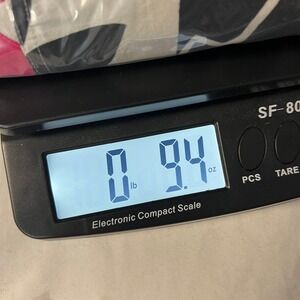 SF-80
0 lb 9.4 oz
PCS TARE
Electronic Compact Scale